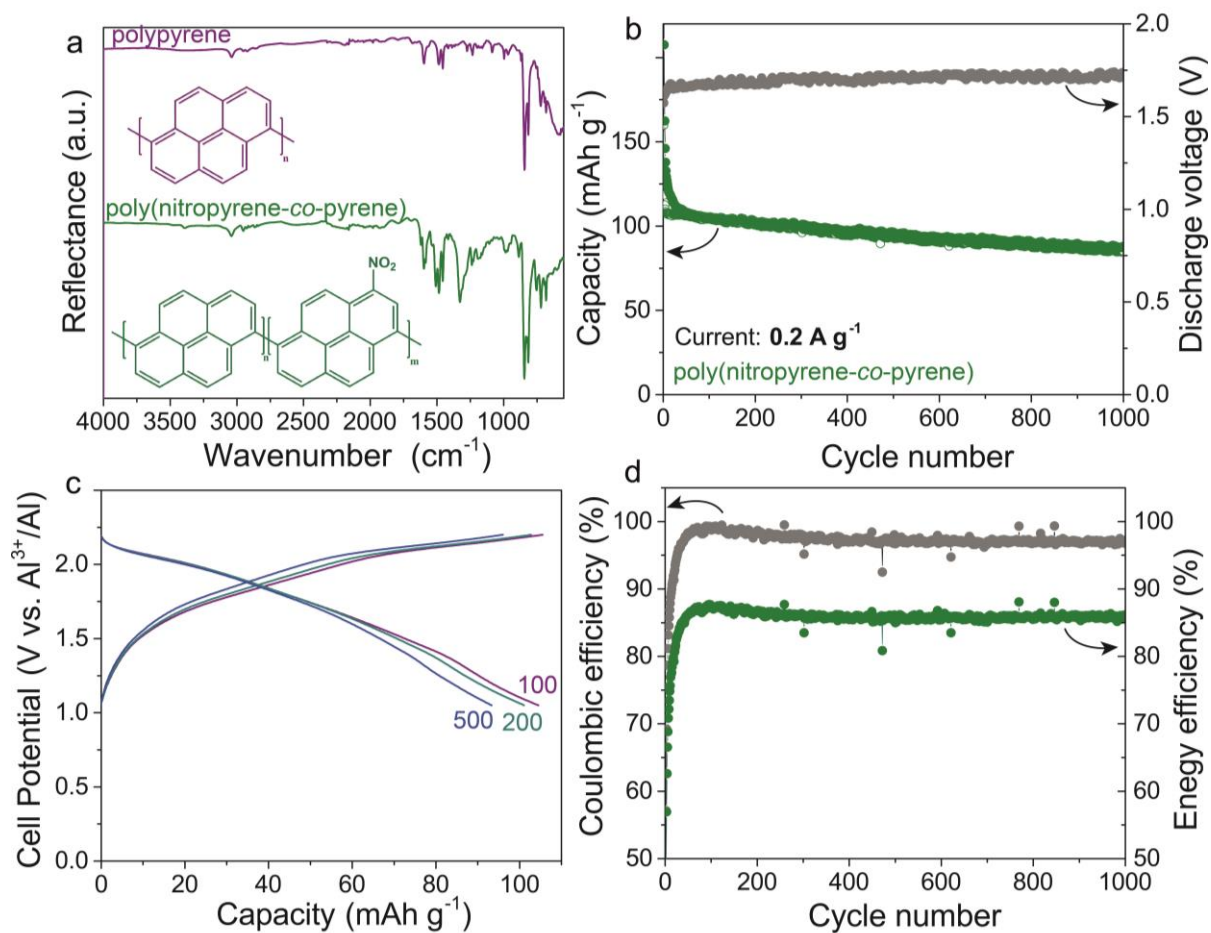 a
polypyrene
n
poly(nitropyrene-co-pyrene)
NO2
n
m
Reflectance (a.u.)
4000 3500 3000 2500 2000 1500 1000
Wavenumber (cm-1)
b
Capacity (mAh g-1)
150
100
50
0
2.0
1.5
1.0
0.5
0.0
Discharge voltage (V)
Current: 0.2 A g-1
poly(nitropyrene-co-pyrene)
0 200 400 600 800 1000
Cycle number
c
Cell Potential (V vs. Al3+/Al)
2.0
1.5
1.0
0.5
0.0
100
500 200
0 20 40 60 80 100
Capacity (mAh g-1)
d
Coulombic efficiency (%)
100
90
80
70
60
50
100
90
80
70
60
50
Enegy efficiency (%)
0 200 400 600 800 1000
Cycle number